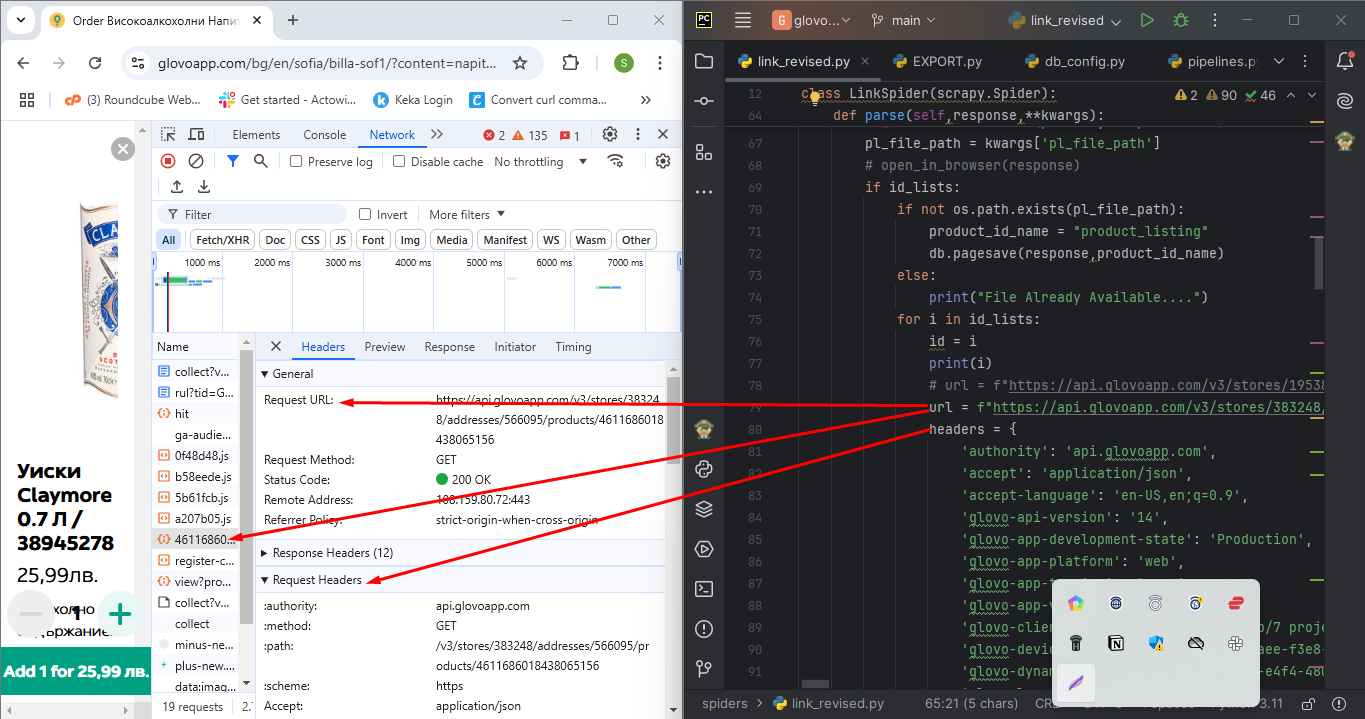 Order Високоалкохолни Напит
glovoapp.com/bg/en/sofia/billa-sof1/?content=napit...
S
(3) Roundcube Web...
Get started - Actowi...
Keka Login
Convert curl comma...
Elements
Console
Network
2
135
1
Preserve log
Disable cache
No throttling
Filter
Invert
More filters
All
Fetch/XHR
Doc
CSS
JS
Font
Img
Media
Manifest
WS
Wasm
Other
1000 ms
2000 ms
3000 ms
4000 ms
5000 ms
6000 ms
7000 ms
Name
collect?v...
rul?tid=G...
hit
ga-audie...
0f48d48.js
b58eede.js
5b61fcb.js
a207b05.js
46116860...
register-c...
view?pro...
collect?v...
collect
minus-ne...
plus-new....
data:imag...
19 requests
2.
Headers
Preview
Response
Initiator
Timing
General
Request URL:
https://api.glovoapp.com/v3/stores/38324
8/addresses/566095/products/4611686018
438065156
Request Method:
GET
Status Code:
200 OK
Remote Address:
108.159.80.72:443
Referrer Policy:
strict-origin-when-cross-origin
Response Headers (12)
Request Headers
:authority:
api.glovoapp.com
:method:
GET
:path:
/v3/stores/383248/addresses/566095/pr
oducts/4611686018438065156
:scheme:
https
Accept:
application/json
CLA
Уиски
Claymore
0.7 Л /
38945278
25,99лв.
1
Add 1 for 25,99 лв.
PC
G
glovo...
main
link_revised
link_revised.py
EXPORT.py
db_config.py
pipelines.p
2
90
46
12 class LinkSpider(scrapy.Spider):
64 def parse(self,response,**kwargs):
67 pl_file_path = kwargs['pl_file_path']
68 # open_in_browser(response)
69 if id_lists:
70 if not os.path.exists(pl_file_path):
71 product_id_name = "product_listing"
72 db.pagesave(response,product_id_name)
73 else:
74 print("File Already Available....")
75 for i in id_lists:
76 id = i
77 print(i)
78 # url = f"https://api.glovoapp.com/v3/stores/19538
79 url = f"https://api.glovoapp.com/v3/stores/383248/
80 headers = {
81 'authority': 'api.glovoapp.com',
82 'accept': 'application/json',
83 'accept-language': 'en-US,en;q=0.9',
84 'glovo-api-version': '14',
85 'glovo-app-development-state': 'Production',
86 'glovo-app-platform': 'web',
87 'glovo-app-
88 'glovo-app-v
89 'glovo-clien
b/7 proje
90 'glovo-devic
aee-f3e8-
91 'glovo-dynam
-e4f4-480
spiders
link_revised.py
65:21 (5 chars)
3.11